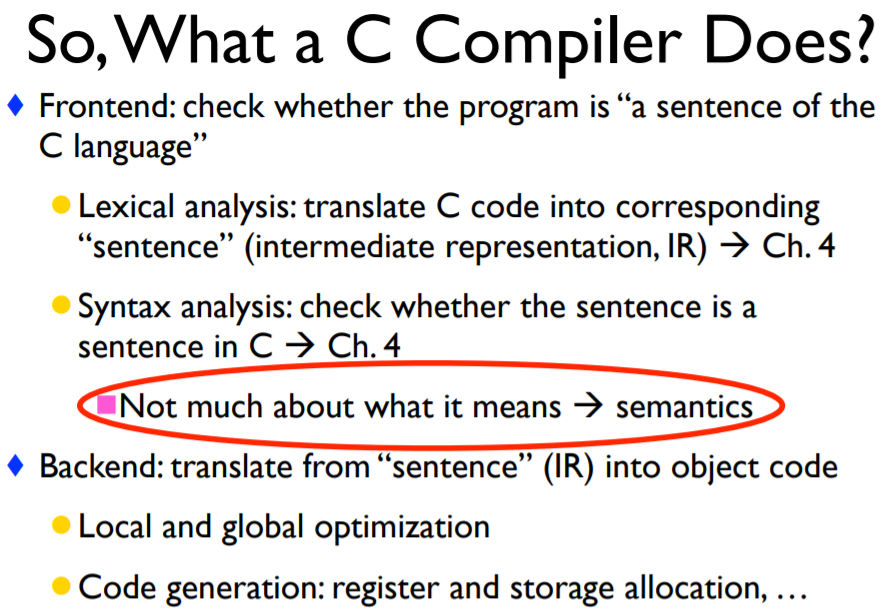 So, What a C Compiler Does?
Frontend: check whether the program is “a sentence of the
C language”
Lexical analysis: translate C code into corresponding
“sentence” (intermediate representation, IR) → Ch. 4
Syntax analysis: check whether the sentence is a
sentence in C → Ch. 4
Not much about what it means → semantics
Backend: translate from “sentence” (IR) into object code
Local and global optimization
Code generation: register and storage allocation, …